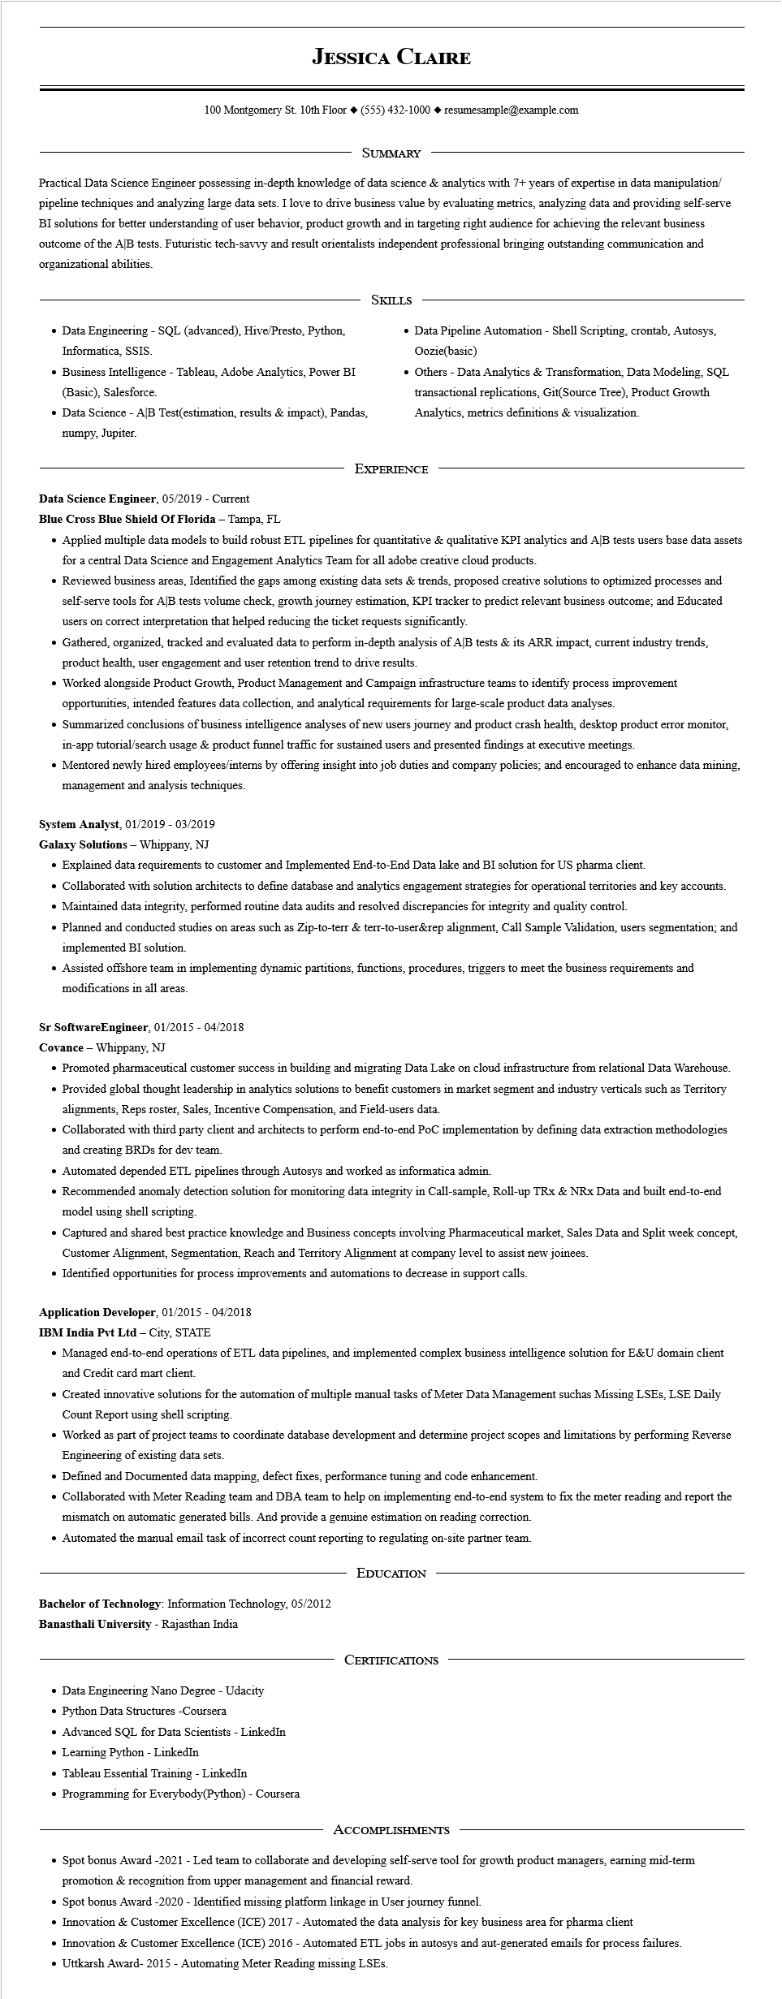 Jessica Claire
100 Montgomery St. 10th Floor ◆ (555) 432-1000 ◆ resumesample@example.com
Summary
Practical Data Science Engineer possessing in-depth knowledge of data science & analytics with 7+ years of expertise in data manipulation/
pipeline techniques and analyzing large data sets. I love to drive business value by evaluating metrics, analyzing data and providing self-serve
BI solutions for better understanding of user behavior, product growth and in targeting right audience for achieving the relevant business
outcome of the A|B tests. Futuristic tech-savvy and result orientalists independent professional bringing outstanding communication and
organizational abilities.
Skills
• Data Engineering - SQL (advanced), Hive/Presto, Python,
Informatica, SSIS.
• Business Intelligence - Tableau, Adobe Analytics, Power BI
(Basic), Salesforce.
• Data Science - A|B Test(estimation, results & impact), Pandas,
numpy, Jupiter.
• Data Pipeline Automation - Shell Scripting, crontab, Autosys,
Oozie(basic)
• Others - Data Analytics & Transformation, Data Modeling, SQL
transactional replications, Git(Source Tree), Product Growth
Analytics, metrics definitions & visualization.
Experience
Data Science Engineer, 05/2019 - Current
Blue Cross Blue Shield Of Florida – Tampa, FL
• Applied multiple data models to build robust ETL pipelines for quantitative & qualitative KPI analytics and A|B tests users base data assets
for a central Data Science and Engagement Analytics Team for all adobe creative cloud products.
• Reviewed business areas, Identified the gaps among existing data sets & trends, proposed creative solutions to optimized processes and
self-serve tools for A|B tests volume check, growth journey estimation, KPI tracker to predict relevant business outcome; and Educated
users on correct interpretation that helped reducing the ticket requests significantly.
• Gathered, organized, tracked and evaluated data to perform in-depth analysis of A|B tests & its ARR impact, current industry trends,
product health, user engagement and user retention trend to drive results.
• Worked alongside Product Growth, Product Management and Campaign infrastructure teams to identify process improvement
opportunities, intended features data collection, and analytical requirements for large-scale product data analyses.
• Summarized conclusions of business intelligence analyses of new users journey and product crash health, desktop product error monitor,
in-app tutorial/search usage & product funnel traffic for sustained users and presented findings at executive meetings.
• Mentored newly hired employees/interns by offering insight into job duties and company policies; and encouraged to enhance data mining,
management and analysis techniques.
System Analyst, 01/2019 - 03/2019
Galaxy Solutions – Whippany, NJ
• Explained data requirements to customer and Implemented End-to-End Data lake and BI solution for US pharma client.
• Collaborated with solution architects to define database and analytics engagement strategies for operational territories and key accounts.
• Maintained data integrity, performed routine data audits and resolved discrepancies for integrity and quality control.
• Planned and conducted studies on areas such as Zip-to-terr & terr-to-user&rep alignment, Call Sample Validation, users segmentation; and
implemented BI solution.
• Assisted offshore team in implementing dynamic partitions, functions, procedures, triggers to meet the business requirements and
modifications in all areas.
Sr SoftwareEngineer, 01/2015 - 04/2018
Covance – Whippany, NJ
• Promoted pharmaceutical customer success in building and migrating Data Lake on cloud infrastructure from relational Data Warehouse.
• Provided global thought leadership in analytics solutions to benefit customers in market segment and industry verticals such as Territory
alignments, Reps roster, Sales, Incentive Compensation, and Field-users data.
• Collaborated with third party client and architects to perform end-to-end PoC implementation by defining data extraction methodologies
and creating BRDs for dev team.
• Automated depended ETL pipelines through Autosys and worked as informatica admin.
• Recommended anomaly detection solution for monitoring data integrity in Call-sample, Roll-up TRx & NRx Data and built end-to-end
model using shell scripting.
• Captured and shared best practice knowledge and Business concepts involving Pharmaceutical market, Sales Data and Split week concept,
Customer Alignment, Segmentation, Reach and Territory Alignment at company level to assist new joinees.
• Identified opportunities for process improvements and automations to decrease in support calls.
Application Developer, 01/2015 - 04/2018
IBM India Pvt Ltd – City, STATE
• Managed end-to-end operations of ETL data pipelines, and implemented complex business intelligence solution for E&U domain client
and Credit card mart client.
• Created innovative solutions for the automation of multiple manual tasks of Meter Data Management suchas Missing LSEs, LSE Daily
Count Report using shell scripting.
• Worked as part of project teams to coordinate database development and determine project scopes and limitations by performing Reverse
Engineering of existing data sets.
• Defined and Documented data mapping, defect fixes, performance tuning and code enhancement.
• Collaborated with Meter Reading team and DBA team to help on implementing end-to-end system to fix the meter reading and report the
mismatch on automatic generated bills. And provide a genuine estimation on reading correction.
• Automated the manual email task of incorrect count reporting to regulating on-site partner team.
Education
Bachelor of Technology: Information Technology, 05/2012
Banasthali University - Rajasthan India
Certifications
• Data Engineering Nano Degree - Udacity
• Python Data Structures -Coursera
• Advanced SQL for Data Scientists - LinkedIn
• Learning Python - LinkedIn
• Tableau Essential Training - LinkedIn
• Programming for Everybody(Python) - Coursera
Accomplishments
• Spot bonus Award -2021 - Led team to collaborate and developing self-serve tool for growth product managers, earning mid-term
promotion & recognition from upper management and financial reward.
• Spot bonus Award -2020 - Identified missing platform linkage in User journey funnel.
• Innovation & Customer Excellence (ICE) 2017 - Automated the data analysis for key business area for pharma client
• Innovation & Customer Excellence (ICE) 2016 - Automated ETL jobs in autosys and aut-generated emails for process failures.
• Uttkarsh Award- 2015 - Automating Meter Reading missing LSEs.